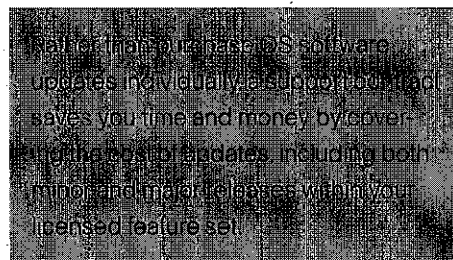 Rather than purchase OS software
updates individually, a support contract
saves you time and money by cover-
ing the cost of updates, including both
minor and major releases within your
licensed feature set.